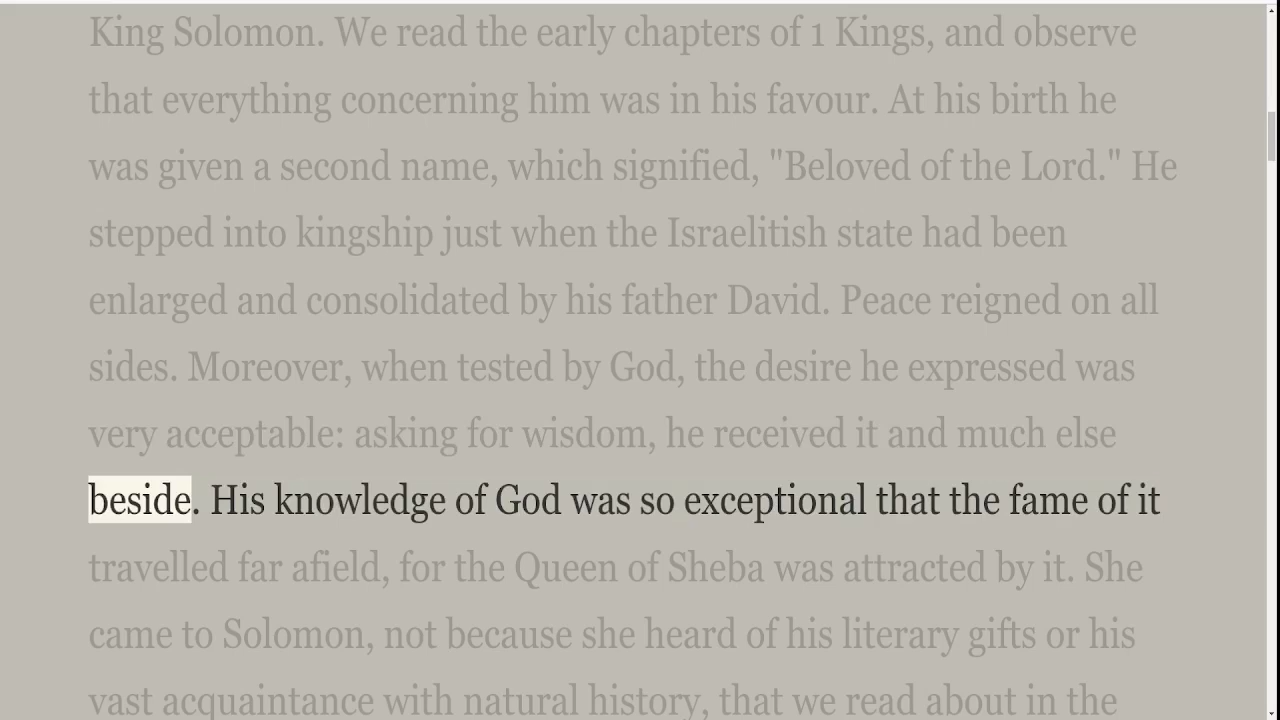 King Solomon. We read the early chapters of 1 Kings, and observe
that everything concerning him was in his favour. At his birth he
was given a second name, which signified, "Beloved of the Lord." He
stepped into kingship just when the Israelitish state had been
enlarged and consolidated by his father David. Peace reigned on all
sides. Moreover, when tested by God, the desire he expressed was
very acceptable: asking for wisdom, he received it and much else
beside. His knowledge of God was so exceptional that the fame of it
travelled far afield, for the Queen of Sheba was attracted by it. She
came to Solomon, not because she heard of his literary gifts or his
vast acquaintance with natural history, that we read about in the